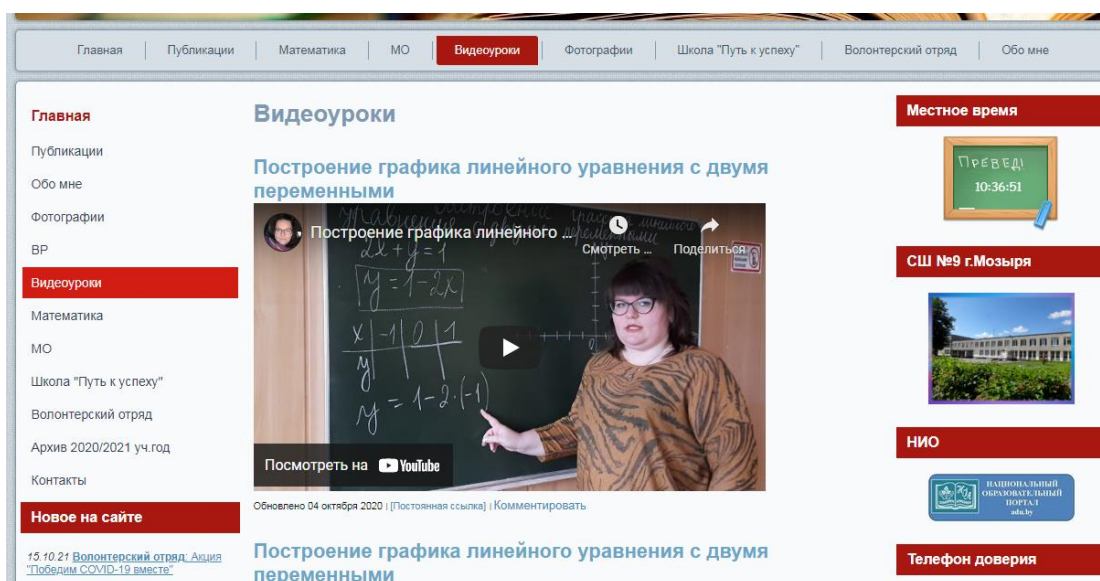 Главная
Публикации
Математика
МО
Видеоуроки
Фотографии
Школа "Путь к успеху"
Волонтерский отряд
Обо мне
Главная
Публикации
Обо мне
Фотографии
ВР
Видеоуроки
Математика
МО
Школа "Путь к успеху"
Волонтерский отряд
Архив 2020/2021 уч.год
Контакты
Новое на сайте
15.10.21 Волонтерский отряд: Акция
"Победим COVID-19 вместе"
Видеоуроки
Построение графика линейного уравнения с двумя
переменными
Построение графика линейного ...
Смотреть ...
Поделиться
2x + y = 1
y = 1 - 2x
x -1 0 1
y
y = 1 - 2·(-1)
0
Посмотреть на YouTube
Обновлено 04 октября 2020 | [Постоянная ссылка] | Комментировать
Построение графика линейного уравнения с двумя
переменными
Местное время
10:36:51
СШ №9 г.Мозыря
НИО
НАЦИОНАЛЬНЫЙ
ОБРАЗОВАТЕЛЬНЫЙ
ПОРТАЛ
adu.by
Телефон доверия